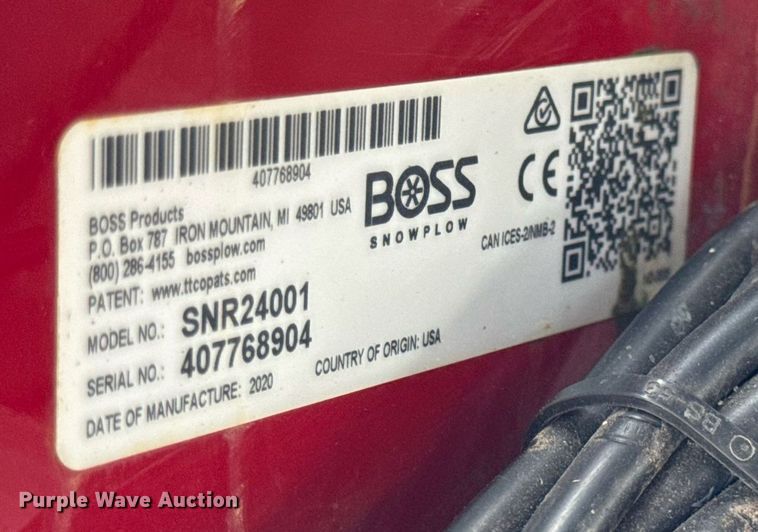 407768904
BOSS Products
P.O. Box 787 IRON MOUNTAIN, MI 49801 USA
(800) 286-4155 bossplow.com
PATENT: www.ttcopats.com
BOSS
SNOWPLOW
CE
CAN ICES-2/NMB-2
MODEL NO.: SNR24001
SERIAL NO.: 407768904
DATE OF MANUFACTURE: 2020
COUNTRY OF ORIGIN: USA
Purple Wave Auction